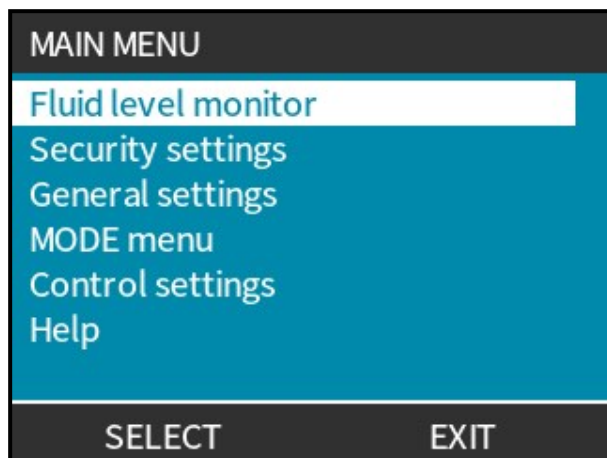 MAIN MENU
Fluid level monitor
Security settings
General settings
MODE menu
Control settings
Help
SELECT EXIT